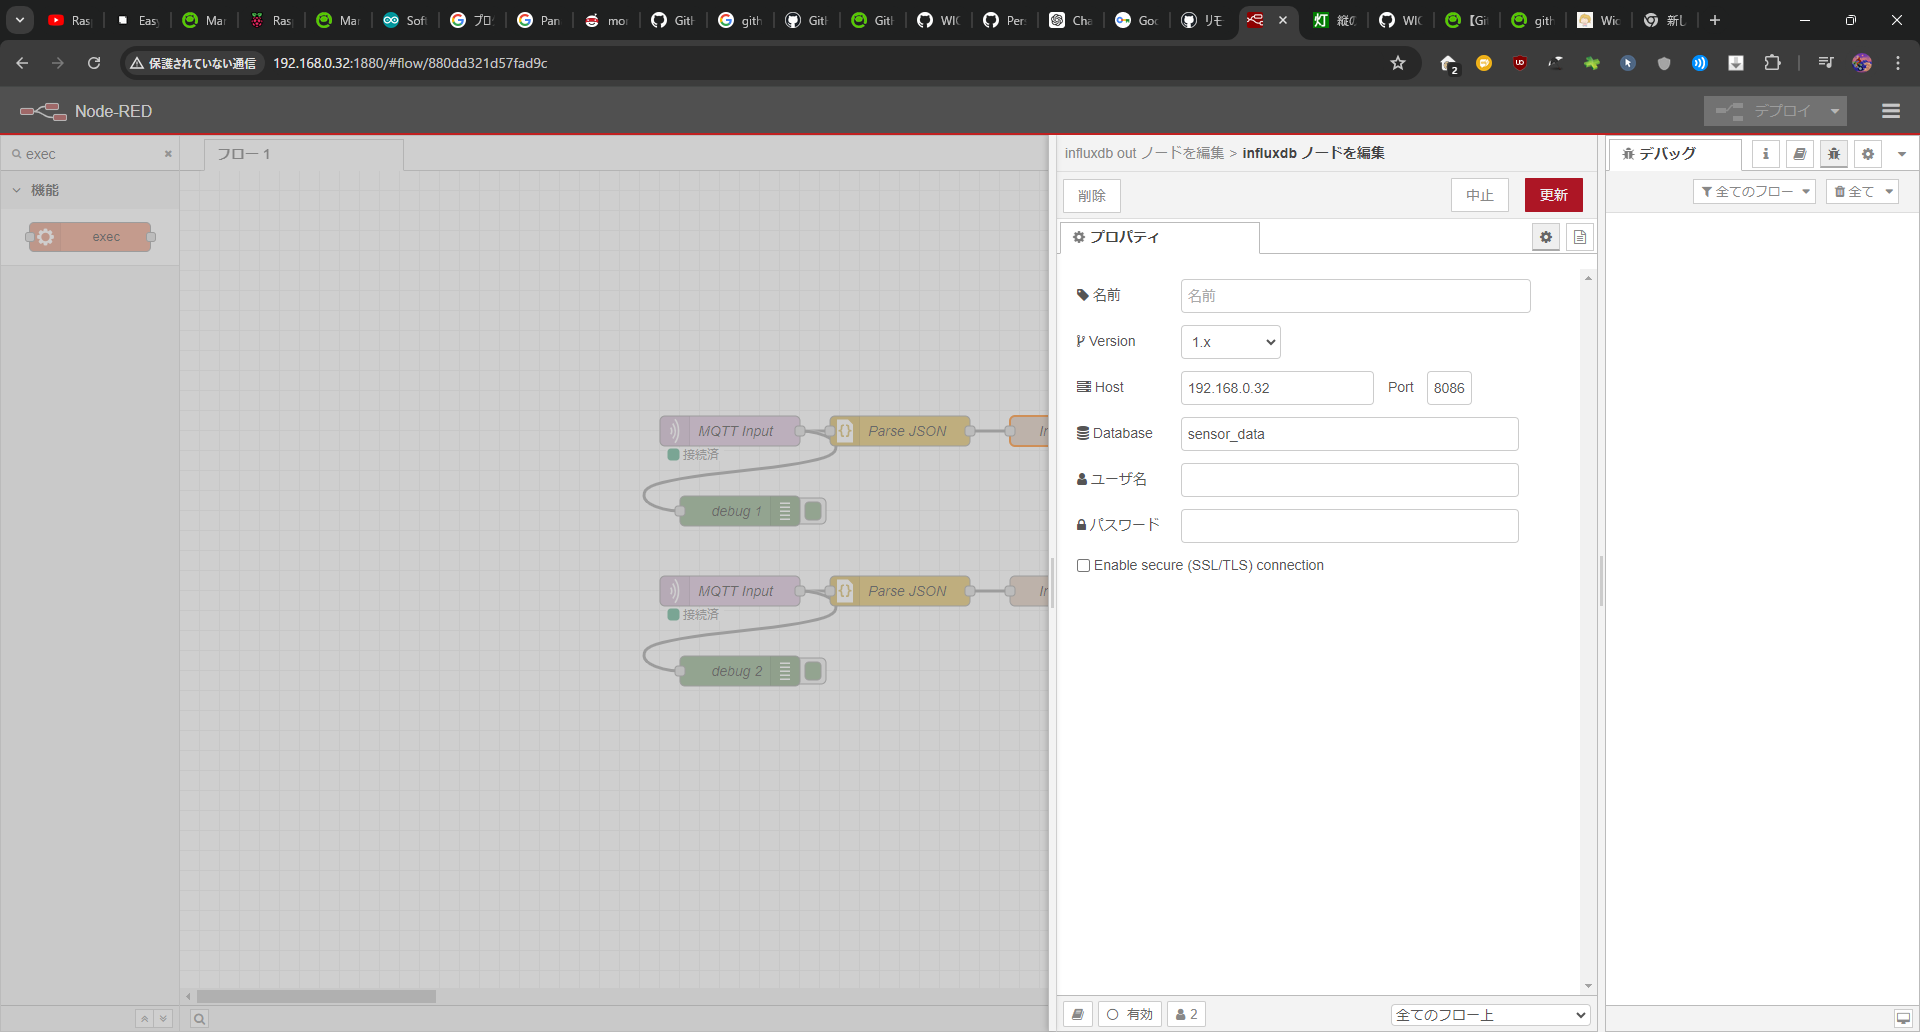 Ras
Eas
Mar
Ras
Mar
Soft
プロ
Pan
mo
Gith
gith
Gith
Gith
WIC
Per
Cha
Goo
リモ
縦の
WIC
【Gi
gith
Wio
新し
保護されていない通信 192.168.0.32:1880/#flow/880dd321d57fad9c
2
Node-RED
デプロイ
exec
機能
exec
フロー 1
MQTT Input
接続済
Parse JSON
debug 1
MQTT Input
接続済
Parse JSON
debug 2
influxdb out ノードを編集 > influxdb ノードを編集
削除
中止
更新
プロパティ
名前 名前
Version 1.x
Host 192.168.0.32 Port 8086
Database sensor_data
ユーザ名
パスワード
Enable secure (SSL/TLS) connection
有効
2
全てのフロー上
デバッグ
全てのフロー
全て